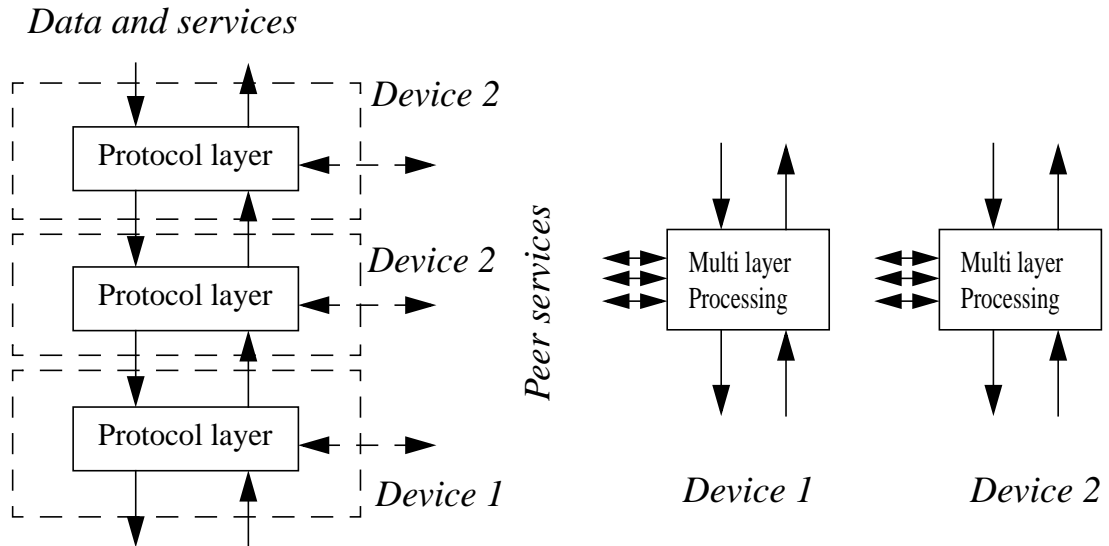 Data and services
Device 2
Protocol layer
Device 2
Protocol layer
Protocol layer
Device 1
Peer services
Multi layer
Processing
Device 1
Multi layer
Processing
Device 2